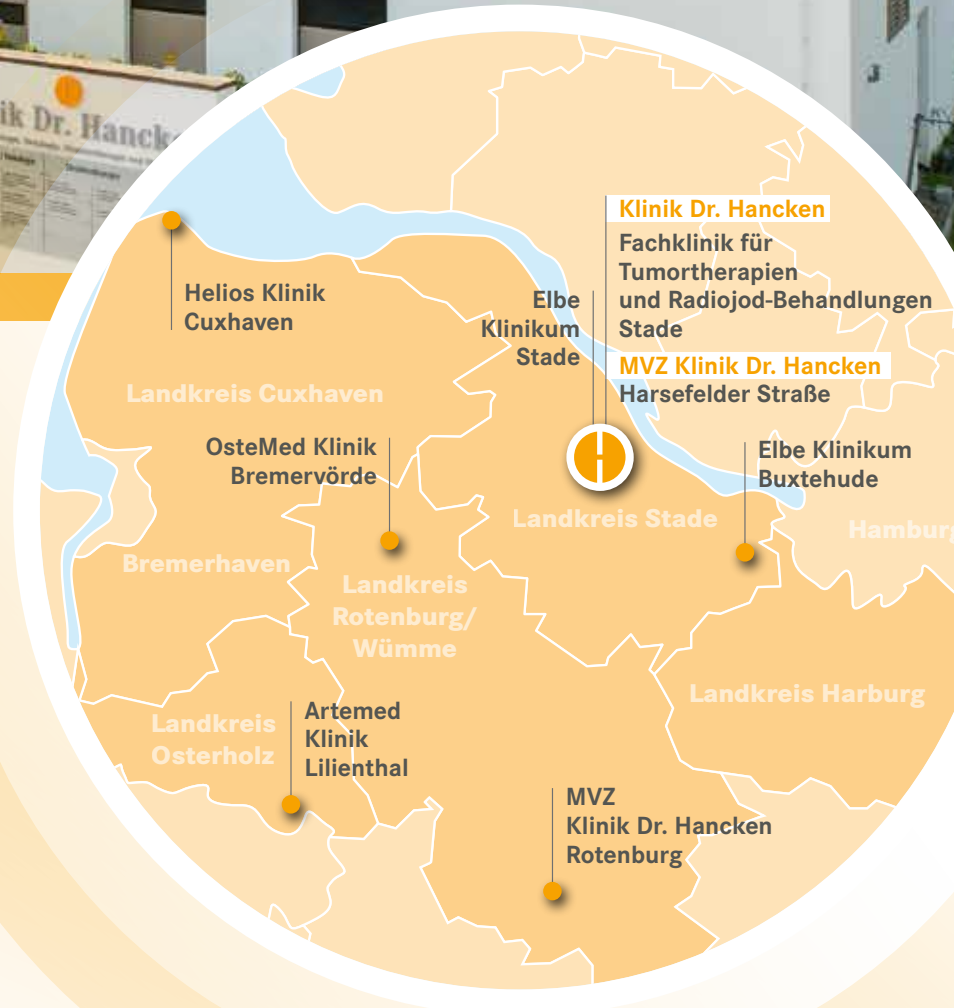 Dr. Hanck
Klinik Dr. Hancken
Fachklinik für
Tumortherapien
und Radiojod-Behandlungen
Stade
MVZ Klinik Dr. Hancken
Harsefelder Straße
Helios Klinik
Cuxhaven
Elbe
Klinikum
Stade
Landkreis Cuxhaven
OsteMed Klinik
Bremervörde
Elbe Klinikum
Buxtehude
Landkreis Stade
Hamburg
Bremerhaven
Landkreis
Rotenburg/
Wümme
Landkreis Harburg
Landkreis
Osterholz
Artemed
Klinik
Lilienthal
MVZ
Klinik Dr. Hancken
Rotenburg